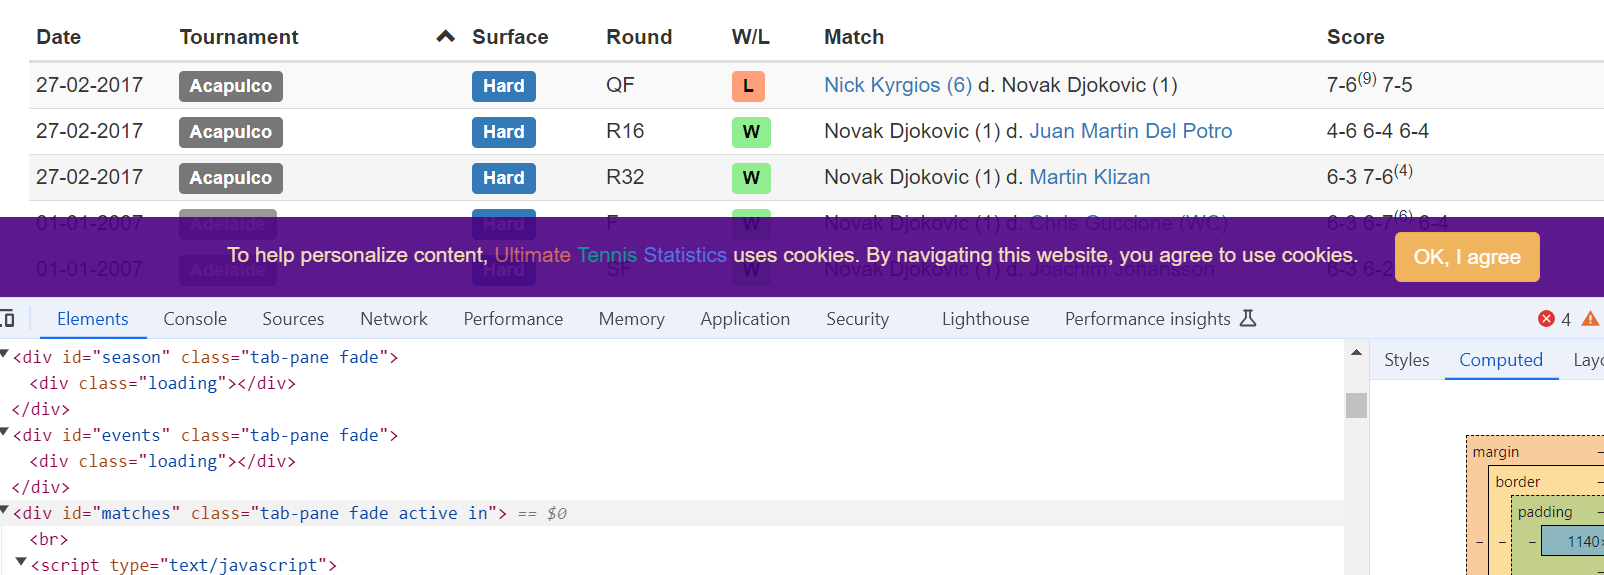 Date Tournament Surface Round W/L Match Score
27-02-2017 Acapulco Hard QF L Nick Kyrgios (6) d. Novak Djokovic (1) 7-6(9) 7-5
27-02-2017 Acapulco Hard R16 W Novak Djokovic (1) d. Juan Martin Del Potro 4-6 6-4 6-4
27-02-2017 Acapulco Hard R32 W Novak Djokovic (1) d. Martin Klizan 6-3 7-6(4)
01-01-2007 Adelaide Hard F W Novak Djokovic (1) d. Chris Guccione (WC) 6-3 6-7(6) 6-4
To help personalize content, Ultimate Tennis Statistics uses cookies. By navigating this website, you agree to use cookies. OK, I agree
01-01-2007 Adelaide Hard SF W Novak Djokovic (1) d. Joachim Johansson 6-3 6-2
Elements Console Sources Network Performance Memory Application Security Lighthouse Performance insights 4
<div id="season" class="tab-pane fade">
<div class="loading"></div>
</div>
<div id="events" class="tab-pane fade">
<div class="loading"></div>
</div>
<div id="matches" class="tab-pane fade active in"> == $0
<br>
<script type="text/javascript">
Styles Computed Layo
margin –
border –
padding –
– – – 1140×
–